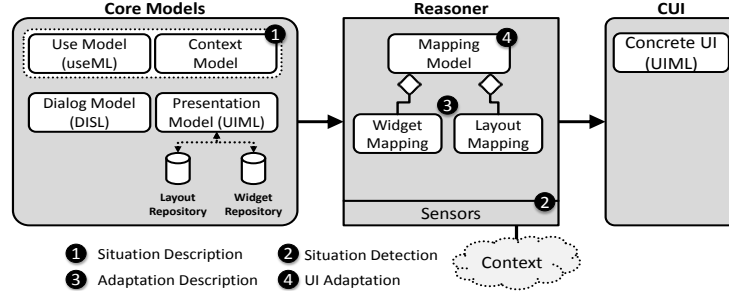 Core Models
Reasoner
CUI
Use Model
(useML)
Context
Model
1
Dialog Model
(DISL)
Presentation
Model (UIML)
Layout
Repository
Widget
Repository
Mapping
Model
4
3
Widget
Mapping
Layout
Mapping
2
Sensors
Context
Concrete UI
(UIML)
1 Situation Description
2 Situation Detection
3 Adaptation Description
4 UI Adaptation